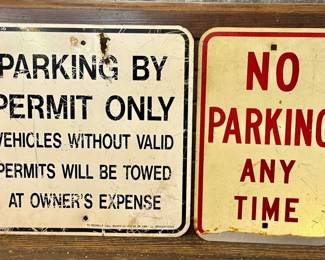 PARKING BY
PERMIT ONLY
VEHICLES WITHOUT VALID
PERMITS WILL BE TOWED
AT OWNER'S EXPENSE
NO
PARKING
ANY
TIME